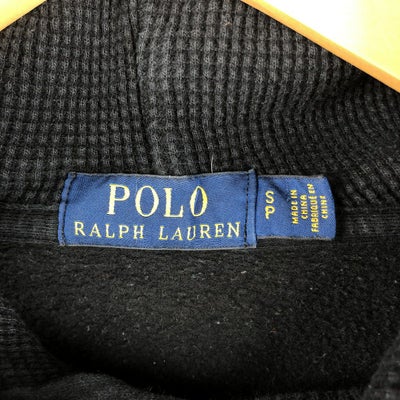 POLO
RALPH LAUREN
S
P
MADE IN
CHINA
FABRIQUÉ EN
CHINE